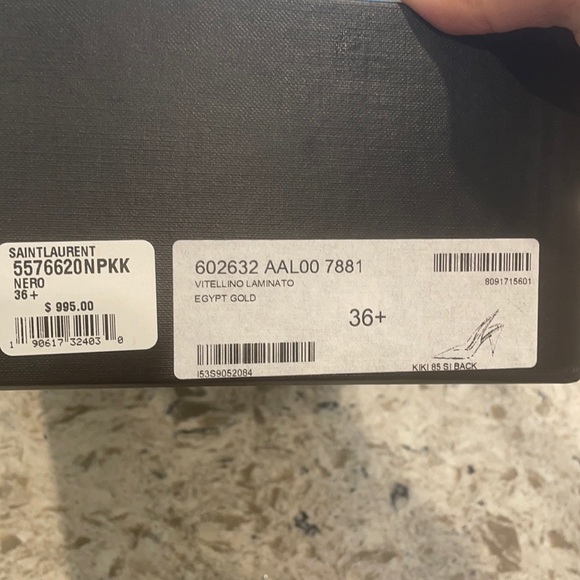 SAINTLAURENT
5576620NPKK
NERO
36+
$ 995.00
1 90617 32403 0
602632 AAL00 7881
VITELLINO LAMINATO
EGYPT GOLD
8091715601
36+
I53S9052084
KIKI 85 SI BACK